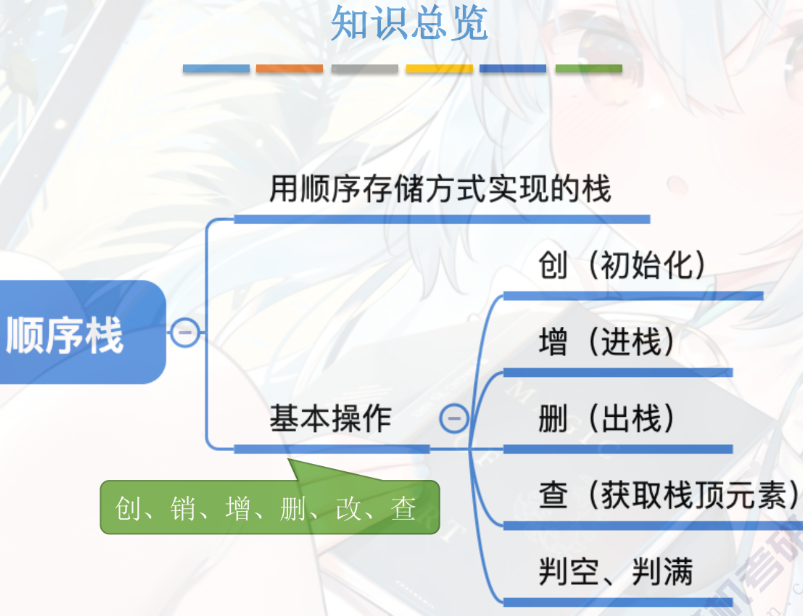 知识总览
用顺序存储方式实现的栈
创（初始化）
顺序栈
增（进栈）
基本操作
删（出栈）
创、销、增、删、改、查
查（获取栈顶元素）
判空、判满